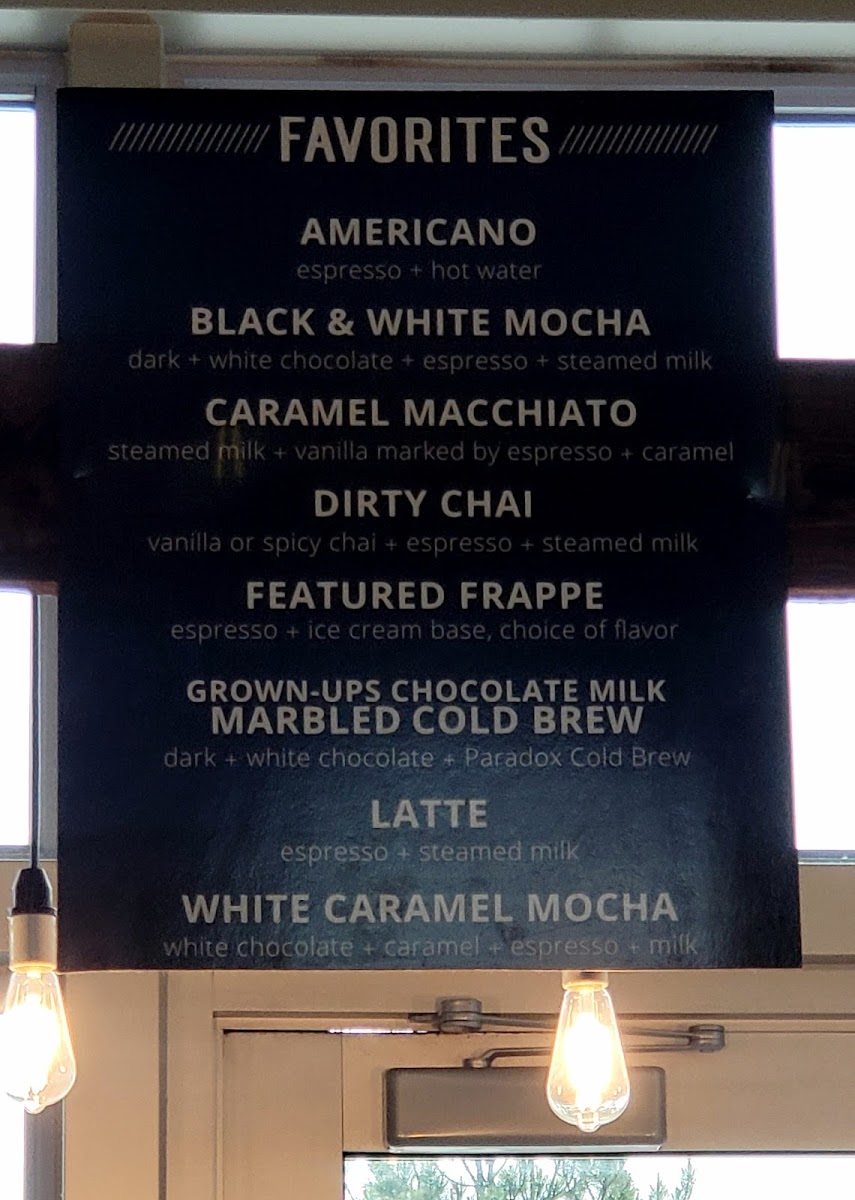 FAVORITES
AMERICANO
espresso + hot water
BLACK & WHITE MOCHA
dark + white chocolate + espresso + steamed milk
CARAMEL MACCHIATO
steamed milk + vanilla marked by espresso + caramel
DIRTY CHAI
vanilla or spicy chai + espresso + steamed milk
FEATURED FRAPPE
espresso + ice cream base, choice of flavor
GROWN-UPS CHOCOLATE MILK
MARBLED COLD BREW
dark + white chocolate + Paradox Cold Brew
LATTE
espresso + steamed milk
WHITE CARAMEL MOCHA
white chocolate + caramel + espresso + milk